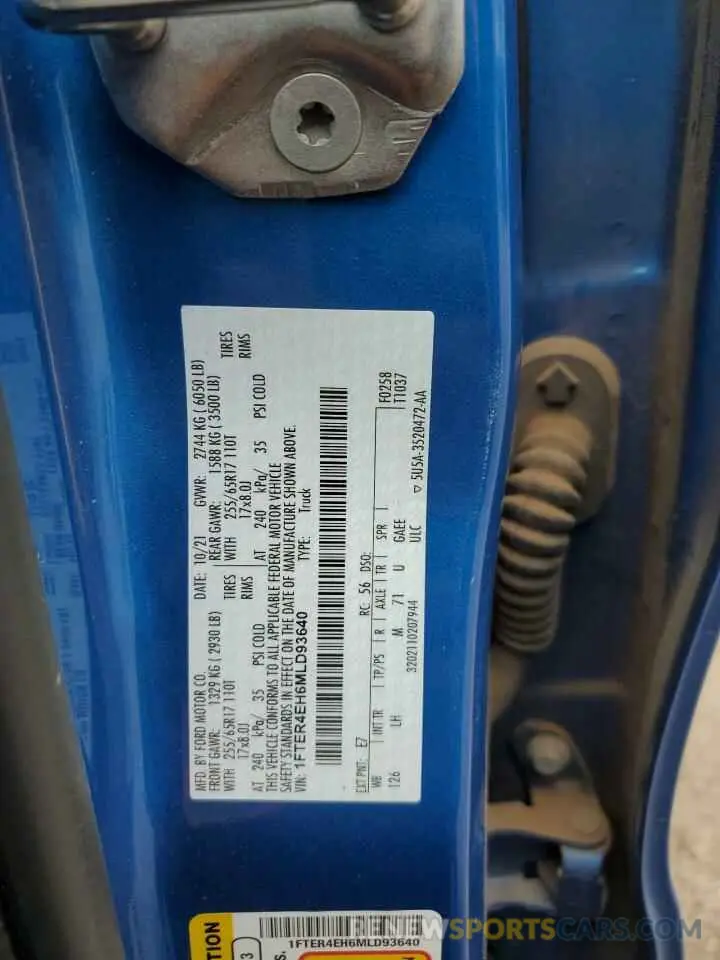 MFD. BY FORD MOTOR CO.
DATE: 10/21
GVWR: 2744 KG ( 6050 LB)
FRONT GAWR: 1329 KG ( 2930 LB)
REAR GAWR: 1588 KG ( 3500 LB)
WITH 255/65R17 110T TIRES
WITH 255/65R17 110T TIRES
17x8.0J RIMS
17x8.0J RIMS
AT 240 kPa/ 35 PSI COLD
AT 240 kPa/ 35 PSI COLD
THIS VEHICLE CONFORMS TO ALL APPLICABLE FEDERAL MOTOR VEHICLE
SAFETY STANDARDS IN EFFECT ON THE DATE OF MANUFACTURE SHOWN ABOVE.
VIN: 1FTER4EH6MLD93640
TYPE: Truck
F0258
T1037
EXT PNT: E7 RC: 56 DSO:
WB INT TR TP/PS R AXLE TR SPR
126 LH M 71 U GAEE
3202110207944 ULC
▽ 5U5A-3520472-AA
1FTER4EH6MLD93640
RENEWSPORTSCARS.COM